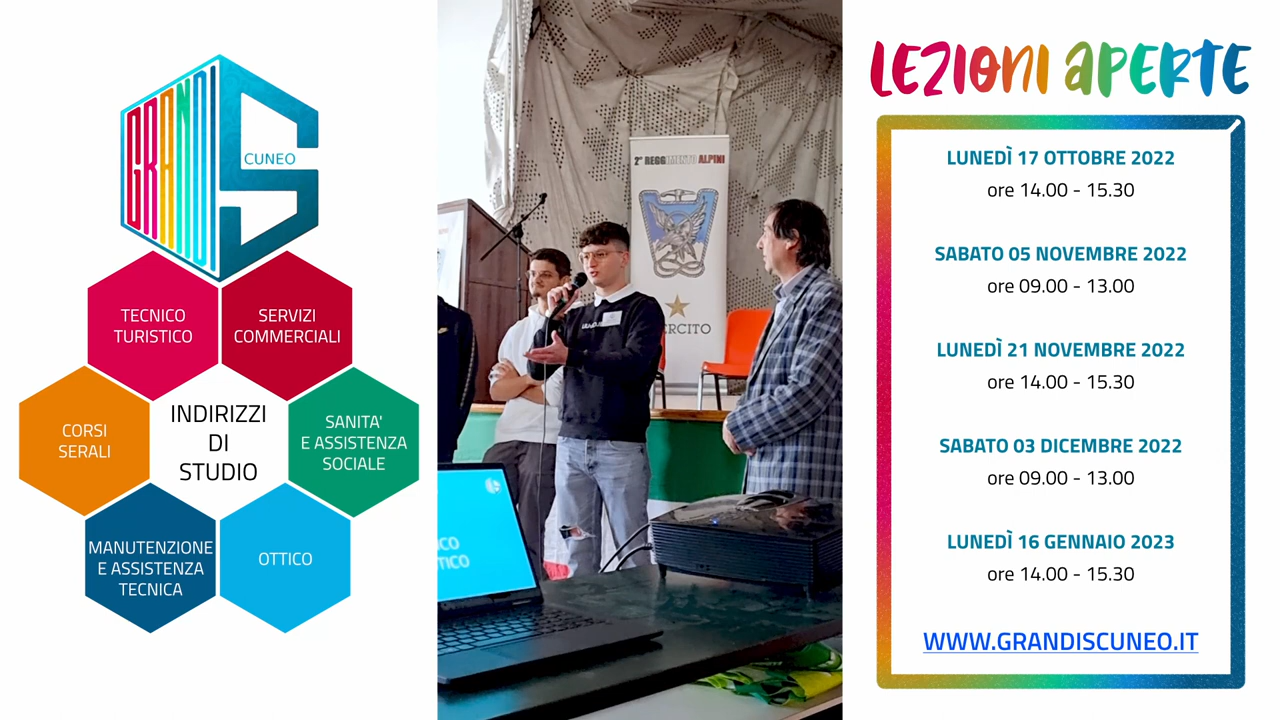 GRANDIS
CUNEO
TECNICO
TURISTICO
SERVIZI
COMMERCIALI
CORSI
SERALI
INDIRIZZI
DI
STUDIO
SANITA'
E ASSISTENZA
SOCIALE
MANUTENZIONE
E ASSISTENZA
TECNICA
OTTICO
2° REGGIMENTO ALPINI
ERCITO
CO
TICO
LEZIONI APERTE
LUNEDÌ 17 OTTOBRE 2022
ore 14.00 - 15.30
SABATO 05 NOVEMBRE 2022
ore 09.00 - 13.00
LUNEDÌ 21 NOVEMBRE 2022
ore 14.00 - 15.30
SABATO 03 DICEMBRE 2022
ore 09.00 - 13.00
LUNEDÌ 16 GENNAIO 2023
ore 14.00 - 15.30
WWW.GRANDISCUNEO.IT